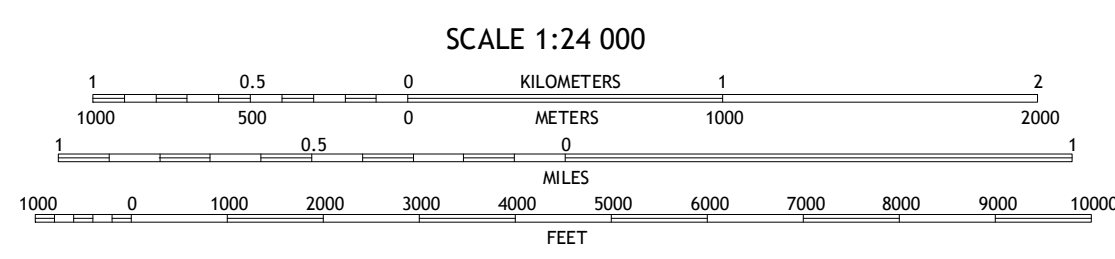 SCALE 1:24 000
1 0.5 0 KILOMETERS 1 2
1000 500 0 METERS 1000 2000
1 0.5 0 1
MILES
1000 0 1000 2000 3000 4000 5000 6000 7000 8000 9000 10000
FEET